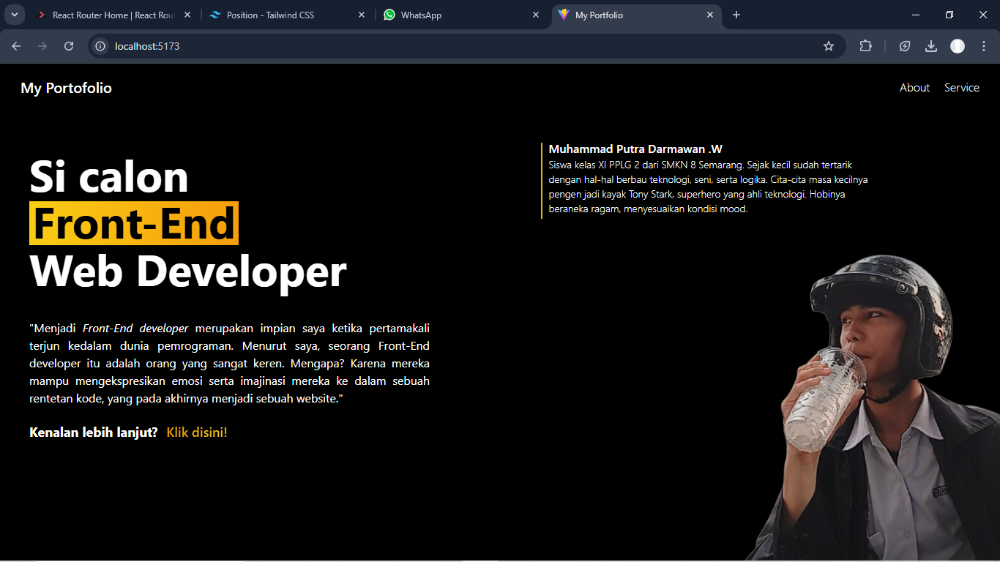 React Router Home | React Rou
Position - Tailwind CSS
WhatsApp
My Portfolio
localhost:5173
My Portofolio
About
Service
Si calon
Front-End
Web Developer
"Menjadi Front-End developer merupakan impian saya ketika pertamakali
terjun kedalam dunia pemrograman. Menurut saya, seorang Front-End
developer itu adalah orang yang sangat keren. Mengapa? Karena mereka
mampu mengekspresikan emosi serta imajinasi mereka ke dalam sebuah
rentetan kode, yang pada akhirnya menjadi sebuah website."
Kenalan lebih lanjut? Klik disini!
Muhammad Putra Darmawan .W
Siswa kelas XI PPLG 2 dari SMKN 8 Semarang. Sejak kecil sudah tertarik
dengan hal-hal berbau teknologi, seni, serta logika. Cita-cita masa kecilnya
pengen jadi kayak Tony Stark, superhero yang ahli teknologi. Hobinya
beraneka ragam, menyesuaikan kondisi mood.